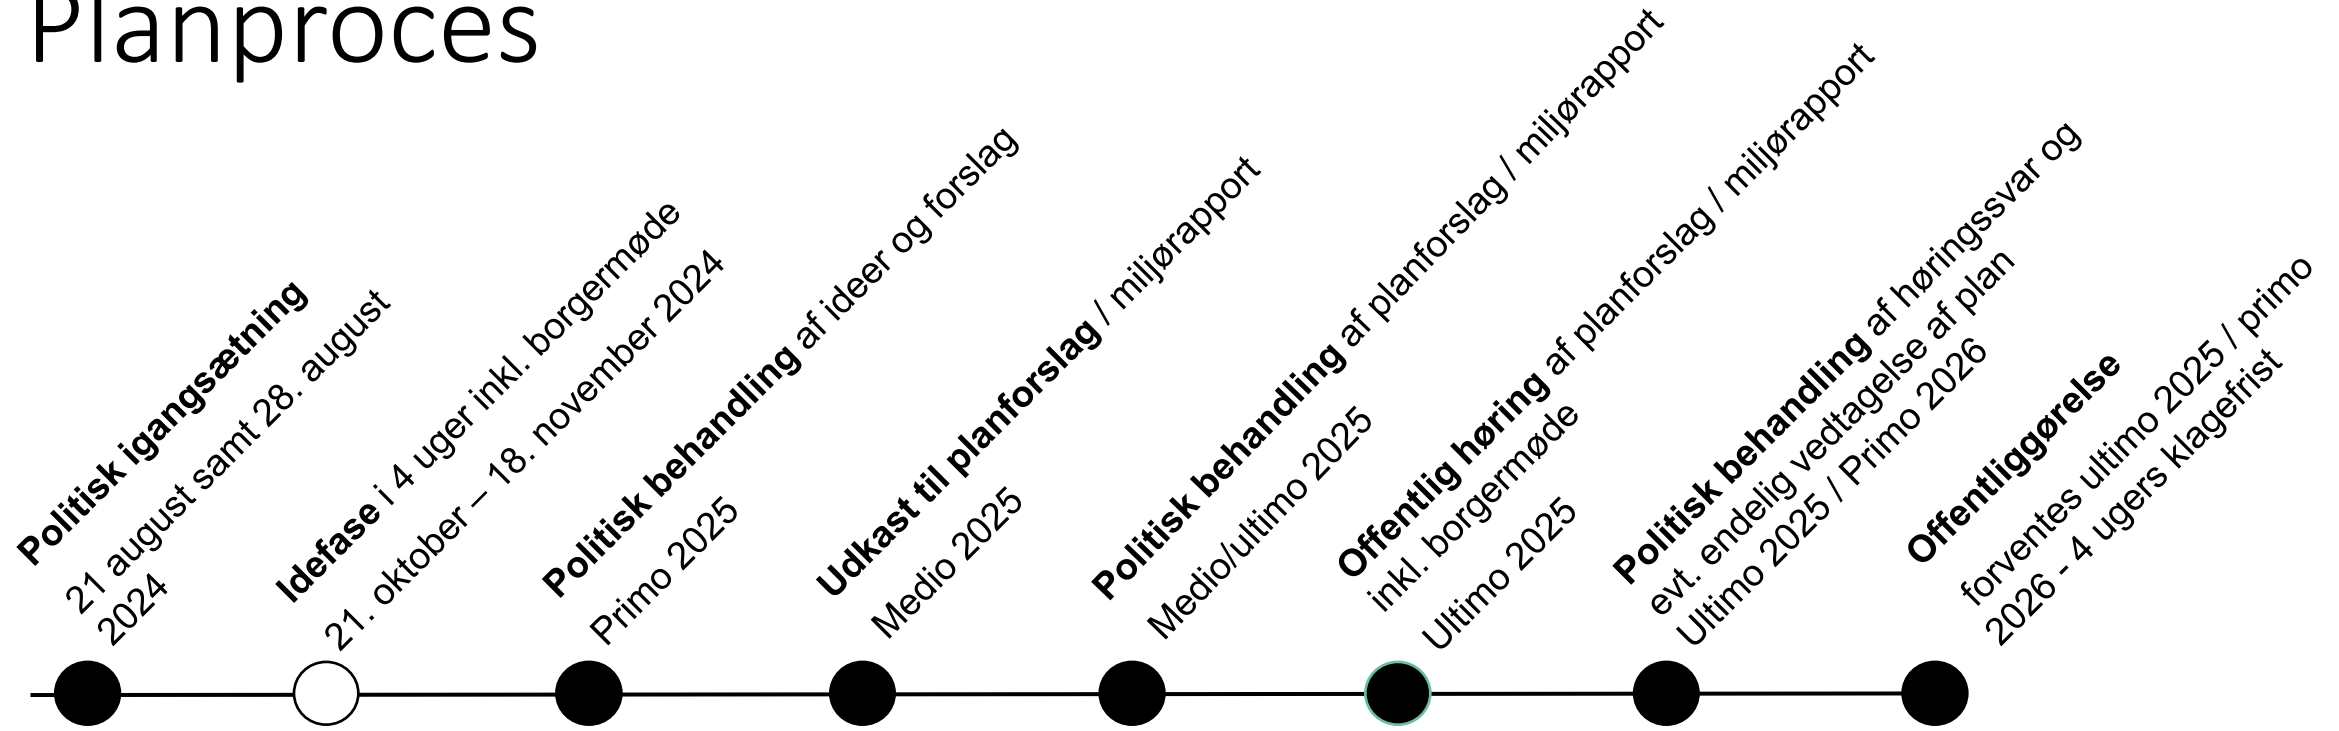 Planproces
Politisk igangsætning
21 august samt 28. august
2024
Idefase i 4 uger inkl. borgermøde
21. oktober – 18. november 2024
Politisk behandling af ideer og forslag
Primo 2025
Udkast til planforslag / miljørapport
Medio 2025
Politisk behandling af planforslag / miljørapport
Medio/ultimo 2025
Offentlig høring af planforslag / miljørapport
inkl. borgermøde
Ultimo 2025
Politisk behandling af høringssvar og
evt. endelig vedtagelse af plan
Ultimo 2025 / Primo 2026
Offentliggørelse
forventes ultimo 2025 / primo
2026 - 4 ugers klagefrist